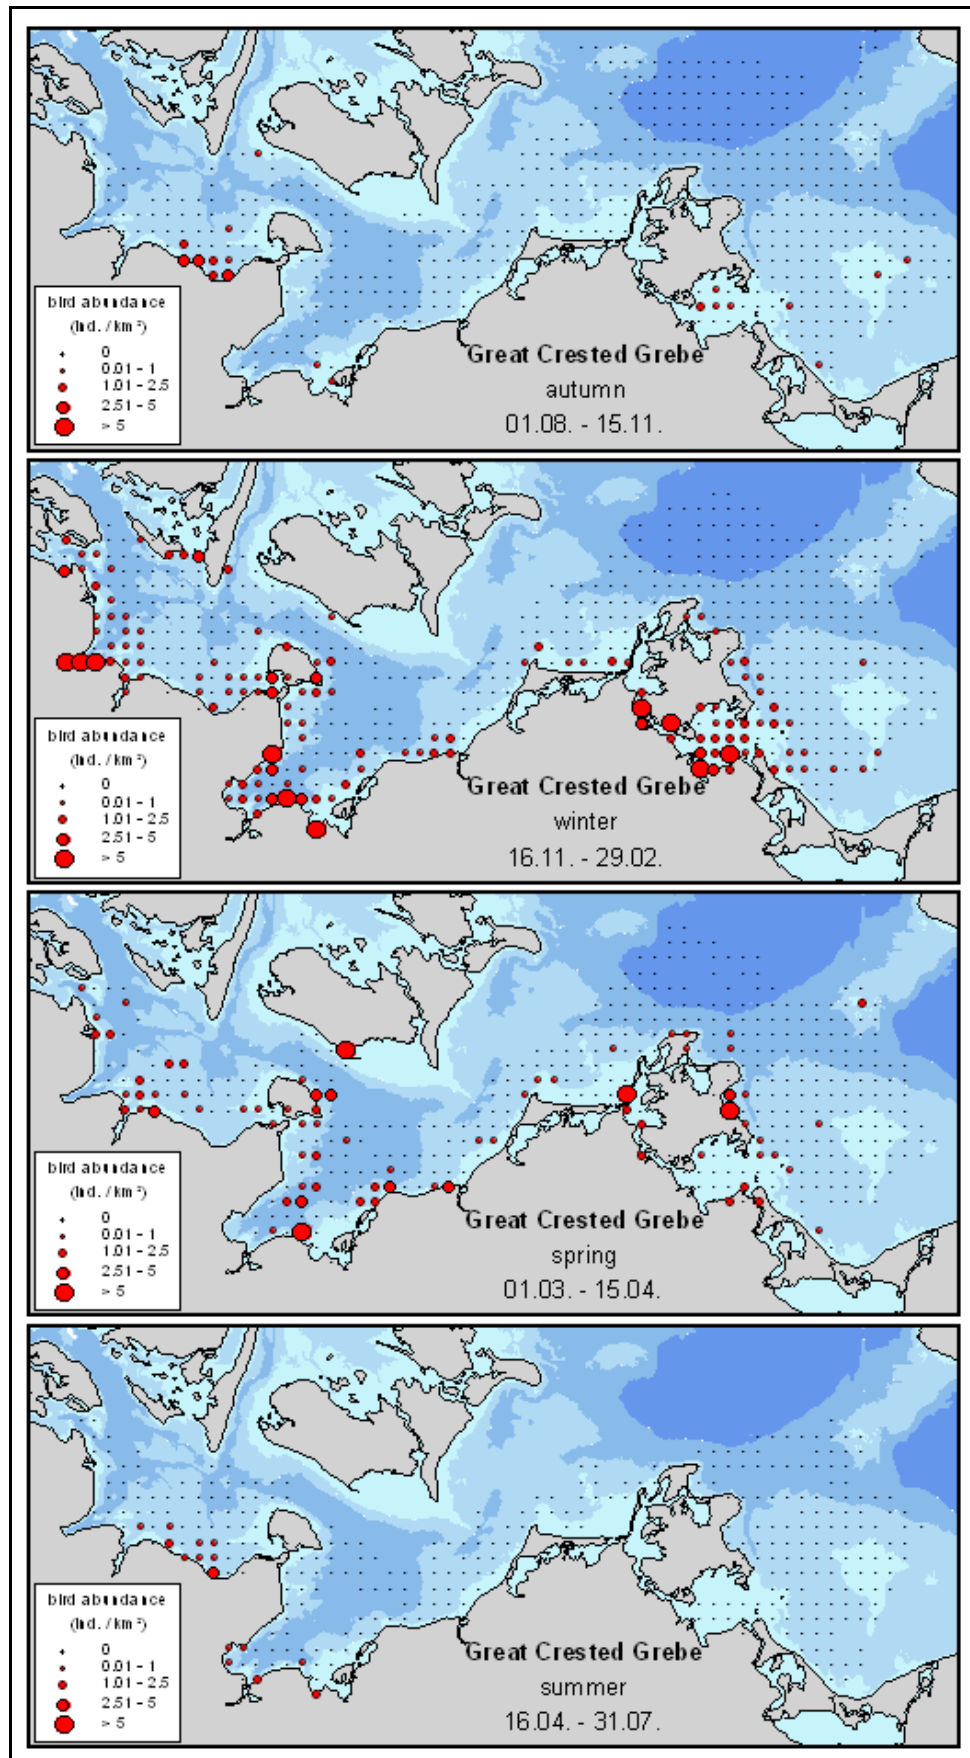 bird abundance
(Ind. / km²)
0
0.01 - 1
1.01 - 2.5
2.51 - 5
> 5
Great Crested Grebe
autumn
01.08. - 15.11.
bird abundance
(Ind. / km²)
0
0.01 - 1
1.01 - 2.5
2.51 - 5
> 5
Great Crested Grebe
winter
16.11. - 29.02.
bird abundance
(Ind. / km²)
0
0.01 - 1
1.01 - 2.5
2.51 - 5
> 5
Great Crested Grebe
spring
01.03. - 15.04.
bird abundance
(Ind. / km²)
0
0.01 - 1
1.01 - 2.5
2.51 - 5
> 5
Great Crested Grebe
summer
16.04. - 31.07.